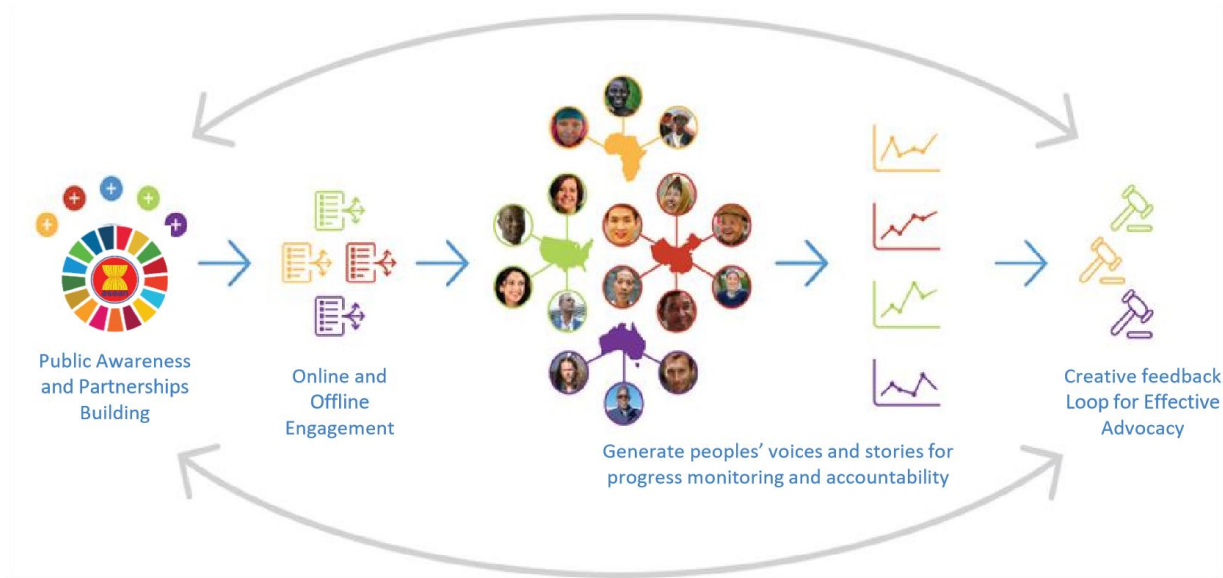 Public Awareness
and Partnerships
Building
Online and
Offline
Engagement
Generate peoples’ voices and stories for
progress monitoring and accountability
Creative feedback
Loop for Effective
Advocacy